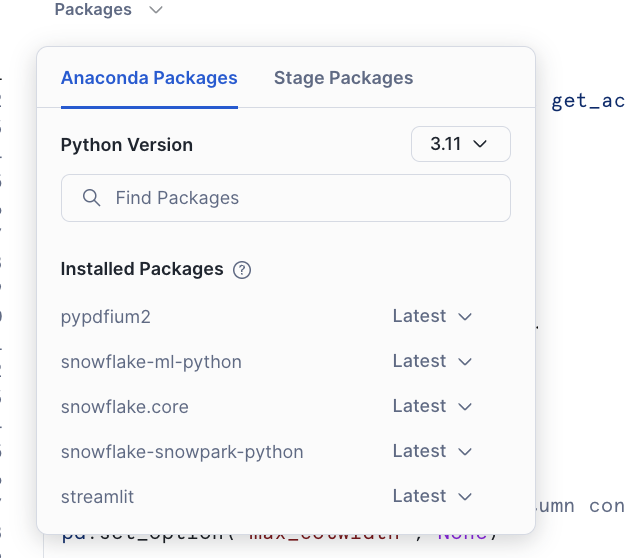 Packages
Anaconda Packages Stage Packages
get_ac
Python Version 3.11
Find Packages
Installed Packages ?
pypdfium2 Latest
snowflake-ml-python Latest
snowflake.core Latest
snowflake-snowpark-python Latest
streamlit Latest
umn con
pd.set_option('max_colwidth', None)